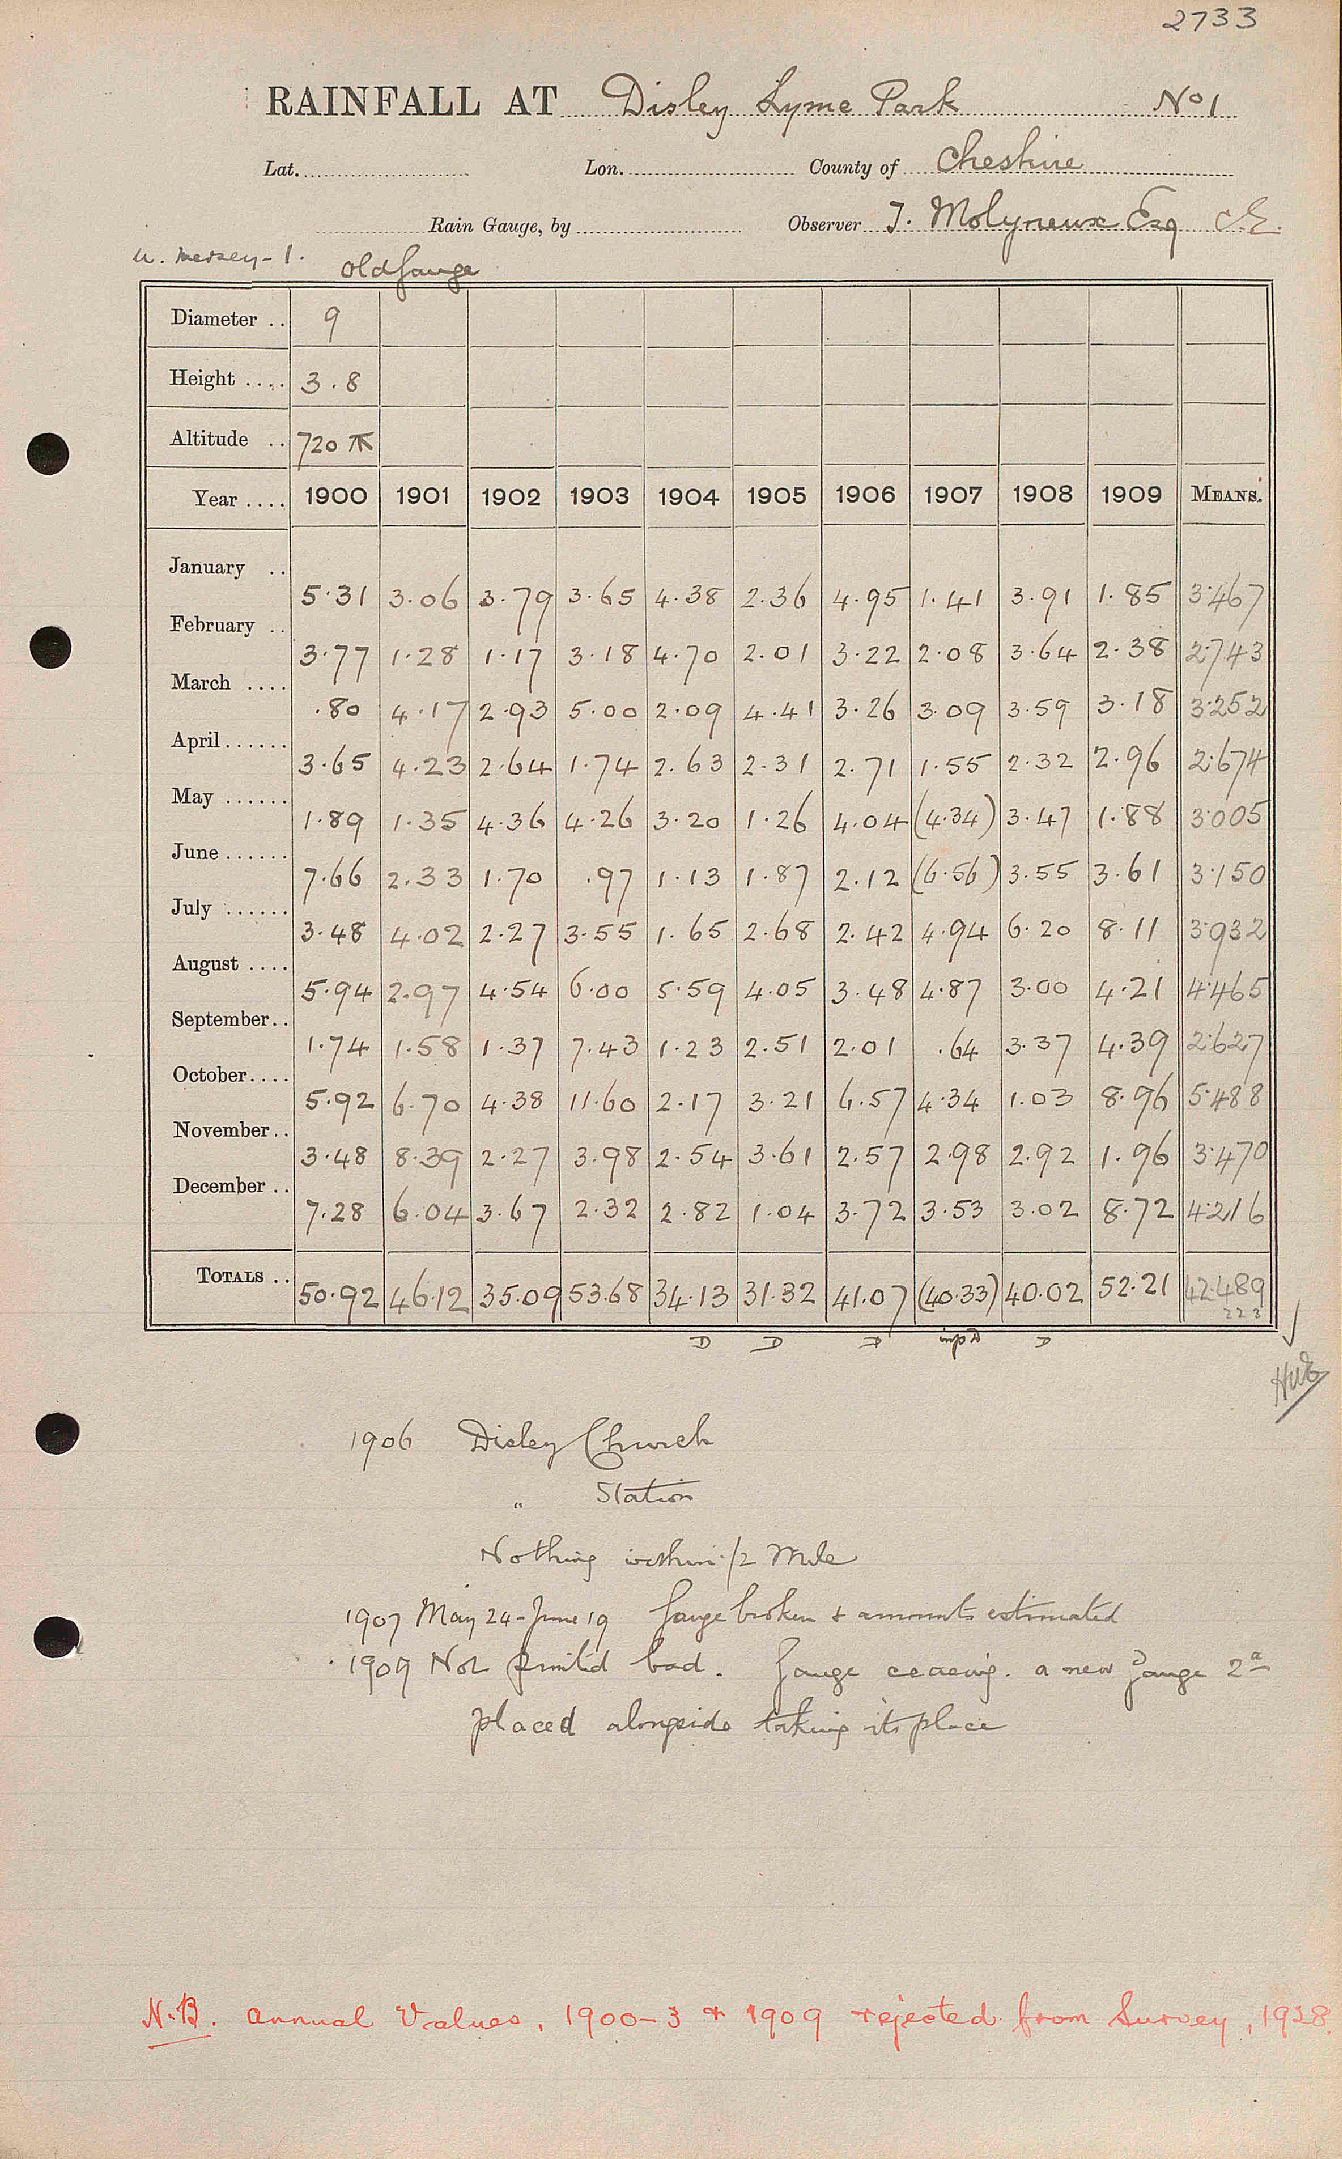 2733
RAINFALL AT Disley Lyme Park No 1
Lat. Lon. County of Cheshire
Rain Gauge, by Observer J. Molyneux Esq C.E.
U. Mersey - 1. Old Gauge
Diameter .. 9
Height .... 3.8
Altitude .. 720
Year .... 1900 1901 1902 1903 1904 1905 1906 1907 1908 1909 MEANS.
January .. 5.31 3.06 3.79 3.65 4.38 2.36 4.95 1.41 3.91 1.85 3.467
February .. 3.77 1.28 1.17 3.18 4.70 2.01 3.22 2.08 3.64 2.38 2.743
March .... .80 4.17 2.93 5.00 2.09 4.41 3.26 3.09 3.59 3.18 3.252
April ...... 3.65 4.23 2.64 1.74 2.63 2.31 2.71 1.55 2.32 2.96 2.674
May ...... 1.89 1.35 4.36 4.26 3.20 1.26 4.04 (4.34) 3.47 1.88 3.005
June ...... 7.66 2.33 1.70 .97 1.13 1.87 2.12 (6.56) 3.55 3.61 3.150
July ...... 3.48 4.02 2.27 3.55 1.65 2.68 2.42 4.94 6.20 8.11 3.932
August .... 5.94 2.97 4.54 6.00 5.59 4.05 3.48 4.87 3.00 4.21 4.465
September .. 1.74 1.58 1.37 7.43 1.23 2.51 2.01 .64 3.37 4.39 2.627
October .... 5.92 6.70 4.38 11.60 2.17 3.21 6.57 4.34 1.03 8.96 5.488
November .. 3.48 8.39 2.27 3.98 2.54 3.61 2.57 2.98 2.92 1.96 3.470
December .. 7.28 6.04 3.67 2.32 2.82 1.04 3.72 3.53 3.02 8.72 4.216
TOTALS .. 50.92 46.12 35.09 53.68 34.13 31.32 41.07 (40.33) 40.02 52.21 42.489
223
D D D D
1906 Disley Church
" Station
Nothing within 1/2 Mile
1907 May 24 - June 19 Gauge broken & amounts estimated
1909 Not printed bad. Gauge ceasing. a new Gauge 2a
placed alongside taking its place
N.B. Annual Values, 1900-3 & 1909 rejected from Survey, 1928.